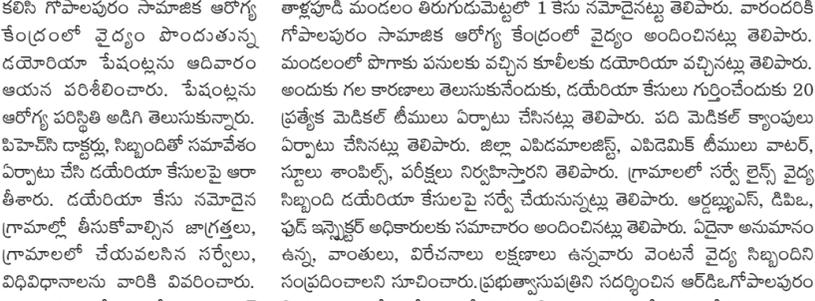 కలిసి గోపాలపురం సామాజిక ఆరోగ్య
కేంద్రంలో వైద్యం పొందుతున్న
డయోరియా పేషంట్లను ఆదివారం
ఆయన పరిశీలించారు. పేషంట్లను
ఆరోగ్య పరిస్థితి అడిగి తెలుసుకున్నారు.
పిహెచ్‌సి డాక్టర్లు, సిబ్బందితో సమావేశం
ఏర్పాటు చేసి డయేరియా కేసులపై ఆరా
తీశారు. డయేరియా కేసు నమోదైన
గ్రామాల్లో తీసుకోవాల్సిన జాగ్రత్తలు,
గ్రామాలలో చేయవలసిన సర్వేలు,
విధివిధానాలను వారికి వివరించారు.
తాళ్లపూడి మండలం తిరుగుడుమెట్టలో 1 కేసు నమోదైనట్టు తెలిపారు. వారందరికి
గోపాలపురం సామాజిక ఆరోగ్య కేంద్రంలో వైద్యం అందించినట్లు తెలిపారు.
మండలంలో పొగాకు పనులకు వచ్చిన కూలీలకు డయోరియా వచ్చినట్లు తెలిపారు.
అందుకు గల కారణాలు తెలుసుకునేందుకు, డయేరియా కేసులు గుర్తించేందుకు 20
ప్రత్యేక మెడికల్ టీములు ఏర్పాటు చేసినట్లు తెలిపారు. పది మెడికల్ క్యాంపులు
ఏర్పాటు చేసినట్లు తెలిపారు. జిల్లా ఎపిడమాలజిస్ట్, ఎపిడెమిక్ టీములు వాటర్,
స్టూలు శాంపిల్స్, పరీక్షలు నిర్వహిస్తారని తెలిపారు. గ్రామాలలో సర్వే లైన్స్ వైద్య
సిబ్బంది డయేరియా కేసులపై సర్వే చేయనున్నట్లు తెలిపారు. ఆర్డబ్ల్యుఎస్, డిపిఒ,
ఫుడ్ ఇన్స్పెక్టర్ అధికారులకు సమాచారం అందించినట్లు తెలిపారు. ఏదైనా అనుమానం
ఉన్న, వాంతులు, విరేచనాలు లక్షణాలు ఉన్నవారు వెంటనే వైద్య సిబ్బందిని
సంప్రదించాలని సూచించారు.ప్రభుత్వాసుపత్రిని సదర్శించిన ఆర్‌డిఒగోపాలపురం